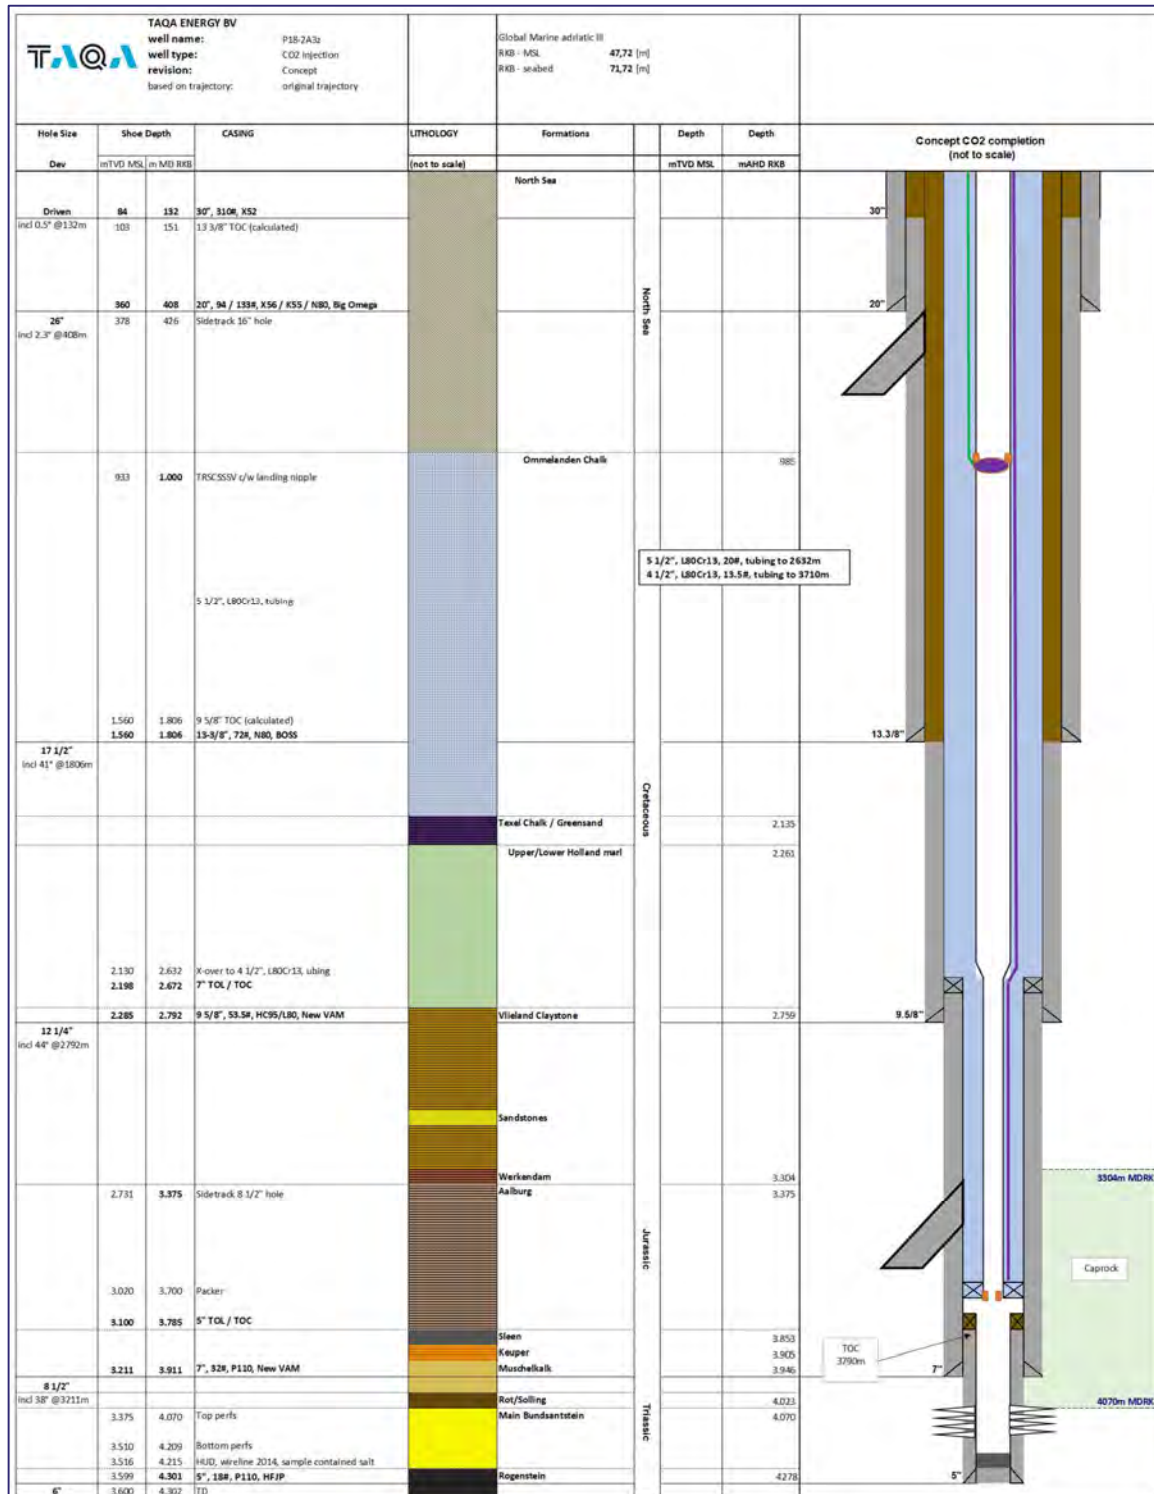 TAQA
TAQA ENERGY BV
well name: P18-2A3z
well type: CO2 Injection
revision: Concept
based on trajectory: original trajectory
Global Marine adriatic III
RKB - MSL 47,72 [m]
RKB - seabed 71,72 [m]
Hole Size Shoe Depth CASING LITHOLOGY Formations Depth Depth
Dev mTVD MSL m MD RKB (not to scale) mTVD MSL mAHD RKB
Concept CO2 completion
(not to scale)
North Sea
Driven 84 132 30", 310#, X52
30"
incl 0.5° @132m 103 151 13 3/8" TOC (calculated)
360 408 20", 94 / 133#, X56 / K55 / N80, Big Omega
20"
26" 378 426 Sidetrack 16" hole
incl 2.3° @408m
North Sea
Ommelanden Chalk 985
933 1.000 TRSCSSSV c/w landing nipple
5 1/2", L80Cr13, 20#, tubing to 2632m
4 1/2", L80Cr13, 13.5#, tubing to 3710m
5 1/2", L80Cr13, tubing
1.560 1.806 9 5/8" TOC (calculated)
1.560 1.806 13-3/8", 72#, N80, BOSS
13.3/8"
17 1/2"
incl 41° @1806m
Cretaceous
Texel Chalk / Greensand 2.135
Upper/Lower Holland marl 2.261
2.130 2.632 X-over to 4 1/2", L80Cr13, ubing
2.198 2.672 7" TOL / TOC
2.285 2.792 9 5/8", 53.5#, HC95/L80, New VAM
Vlieland Claystone 2.759
9.5/8"
12 1/4"
incl 44° @2792m
Sandstones
Werkendam 3.304
3304m MDRK
2.731 3.375 Sidetrack 8 1/2" hole
Aalburg 3.375
Jurassic
Caprock
3.020 3.700 Packer
3.100 3.785 5" TOL / TOC
Sleen 3.853
TOC
3790m
Keuper 3.905
3.211 3.911 7", 32#, P110, New VAM
Muschelkalk 3.946
7"
8 1/2"
incl 38° @3211m
Rot/Solling 4.023
4070m MDRK
3.375 4.070 Top perfs
Main Bundsantstein 4.070
Triassic
3.510 4.209 Bottom perfs
3.516 4.215 HUD, wireline 2014, sample contained salt
3.599 4.301 5", 18#, P110, HFJP
Rogenstein 4278
5"
6" 3.600 4.302 TD